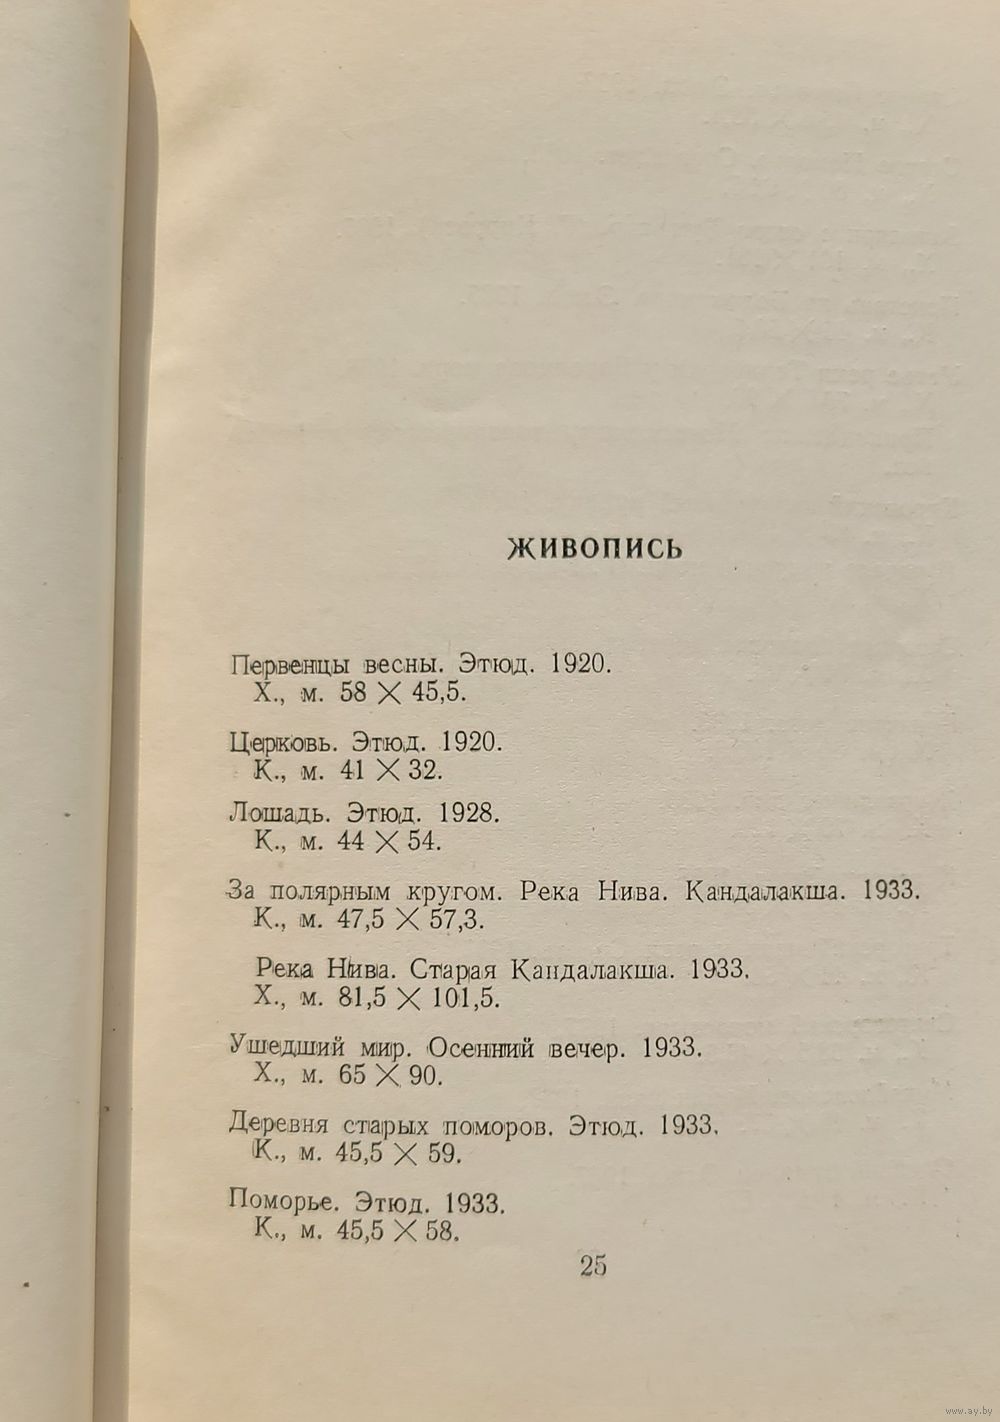 ЖИВОПИСЬ
Первенцы весны. Этюд. 1920.
Х., м. 58 × 45,5.
Церковь. Этюд. 1920.
К., м. 41 × 32.
Лошадь. Этюд. 1928.
К., м. 44 × 54.
За полярным кругом. Река Нива. Кандалакша. 1933.
К., м. 47,5 × 57,3.
Река Нива. Старая Кандалакша. 1933.
Х., м. 81,5 × 101,5.
Ушедший мир. Осенний вечер. 1933.
Х., м. 65 × 90.
Деревня старых поморов. Этюд. 1933.
К., м. 45,5 × 59.
Поморье. Этюд. 1933.
К., м. 45,5 × 58.
25
www.ay.by